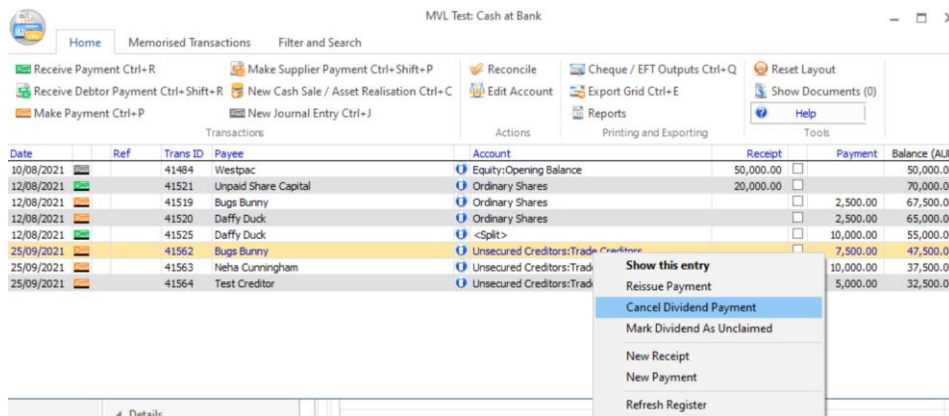 MVL Test: Cash at Bank
Home Memorised Transactions Filter and Search
Receive Payment Ctrl+R Make Supplier Payment Ctrl+Shift+P Reconcile Cheque / EFT Outputs Ctrl+Q Reset Layout
Receive Debtor Payment Ctrl+Shift+R New Cash Sale / Asset Realisation Ctrl+C Edit Account Export Grid Ctrl+E Show Documents (0)
Make Payment Ctrl+P New Journal Entry Ctrl+J Reports Help
Transactions Actions Printing and Exporting Tools
Date Ref Trans ID Payee Account Receipt Payment Balance (AU
10/08/2021 41484 Westpac Equity:Opening Balance 50,000.00 50,000.0
12/08/2021 41521 Unpaid Share Capital Ordinary Shares 20,000.00 70,000.0
12/08/2021 41519 Bugs Bunny Ordinary Shares 2,500.00 67,500.0
12/08/2021 41520 Daffy Duck Ordinary Shares 2,500.00 65,000.0
12/08/2021 41525 Daffy Duck <Split> 10,000.00 55,000.0
25/09/2021 41562 Bugs Bunny Unsecured Creditors:Trade Creditors 7,500.00 47,500.0
25/09/2021 41563 Neha Cunningham Unsecured Creditors:Trad 10,000.00 37,500.0
25/09/2021 41564 Test Creditor Unsecured Creditors:Trad 5,000.00 32,500.0
Show this entry
Reissue Payment
Cancel Dividend Payment
Mark Dividend As Unclaimed
New Receipt
New Payment
Refresh Register
Details